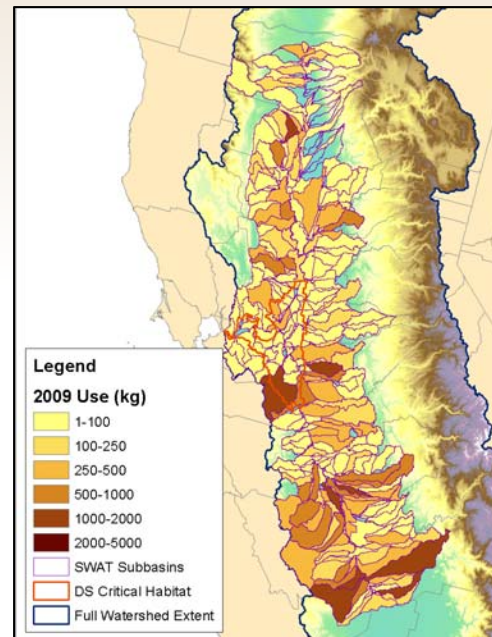 Legend
2009 Use (kg)
1-100
100-250
250-500
500-1000
1000-2000
2000-5000
SWAT Subbasins
DS Critical Habitat
Full Watershed Extent